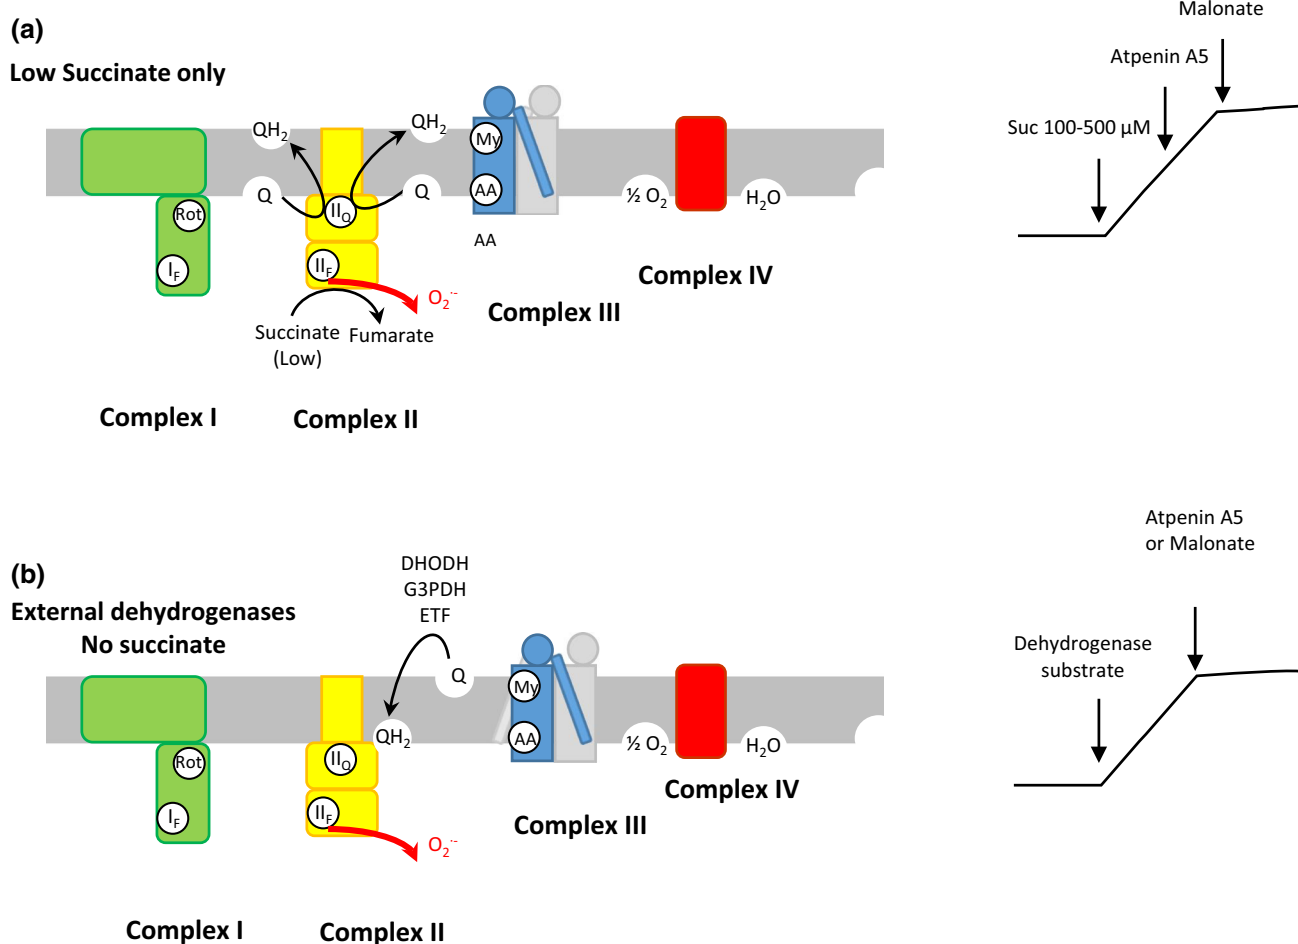 (a)
Low Succinate only
QH2
QH2
Q
Q
Rot
IF
IIQ
IIF
My
AA
AA
½ O2
H2O
O2·-
Succinate
(Low)
Fumarate
Complex I
Complex II
Complex III
Complex IV
Malonate
Atpenin A5
Suc 100-500 µM
(b)
External dehydrogenases
No succinate
DHODH
G3PDH
ETF
Q
QH2
Rot
IF
IIQ
IIF
My
AA
½ O2
H2O
O2·-
Complex I
Complex II
Complex III
Complex IV
Atpenin A5
or Malonate
Dehydrogenase
substrate